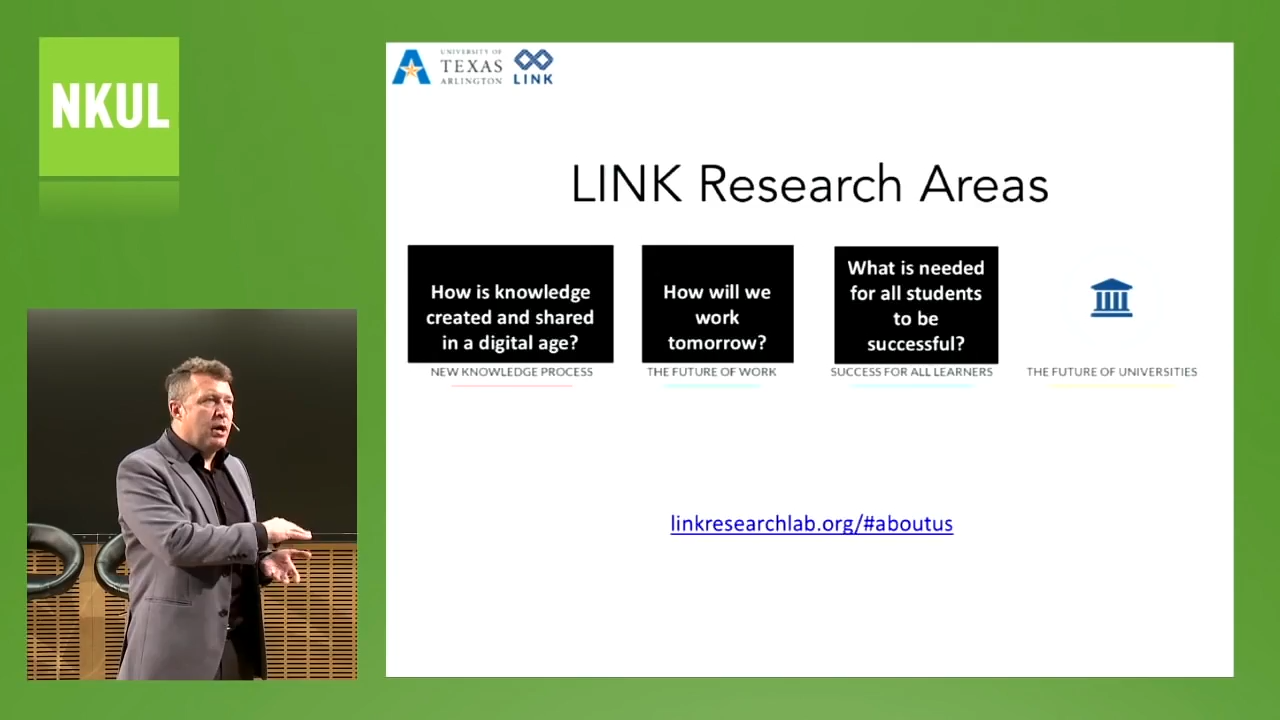 NKUL
UNIVERSITY OF
TEXAS
ARLINGTON
LINK
LINK Research Areas
How is knowledge
created and shared
in a digital age?
NEW KNOWLEDGE PROCESS
How will we
work
tomorrow?
THE FUTURE OF WORK
What is needed
for all students
to be
successful?
SUCCESS FOR ALL LEARNERS
THE FUTURE OF UNIVERSITIES
linkresearchlab.org/#aboutus